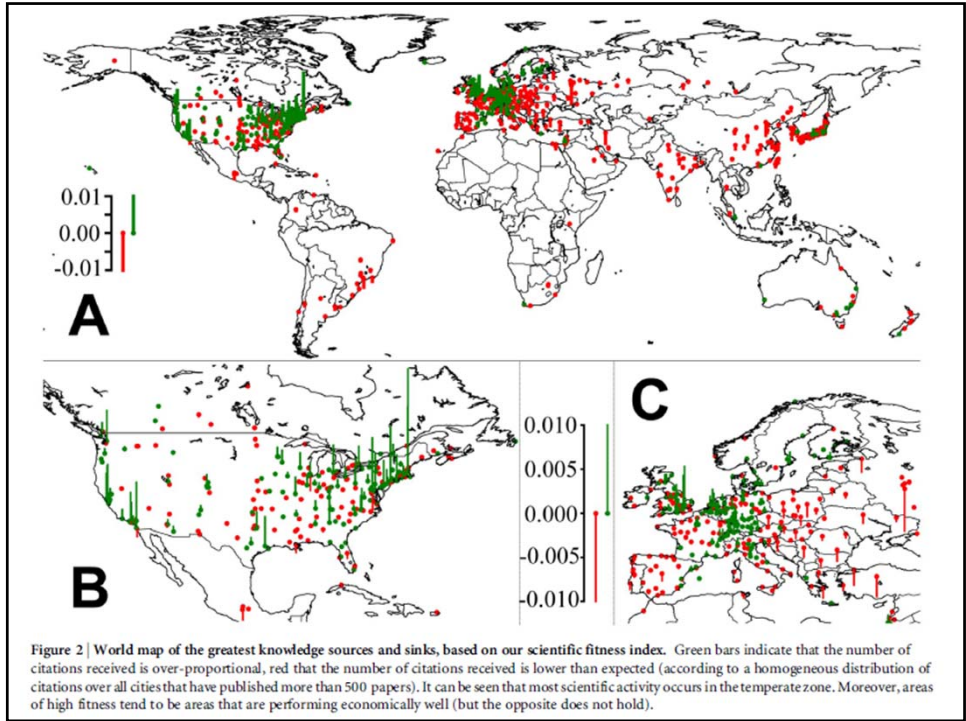 0.01
0.00
-0.01
A
B
C
0.010
0.005
0.000
-0.005
-0.010
Figure 2 | World map of the greatest knowledge sources and sinks, based on our scientific fitness index. Green bars indicate that the number of
citations received is over-proportional, red that the number of citations received is lower than expected (according to a homogeneous distribution of
citations over all cities that have published more than 500 papers). It can be seen that most scientific activity occurs in the temperate zone. Moreover, areas
of high fitness tend to be areas that are performing economically well (but the opposite does not hold).